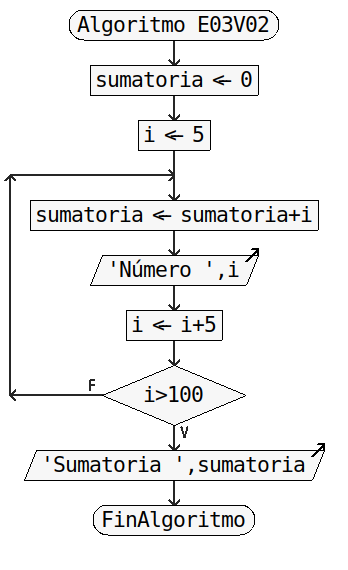 Algoritmo E03V02
sumatoria ← 0
i ← 5
sumatoria ← sumatoria+i
'Número ',i
i ← i+5
i>100
F
V
'Sumatoria ',sumatoria
FinAlgoritmo